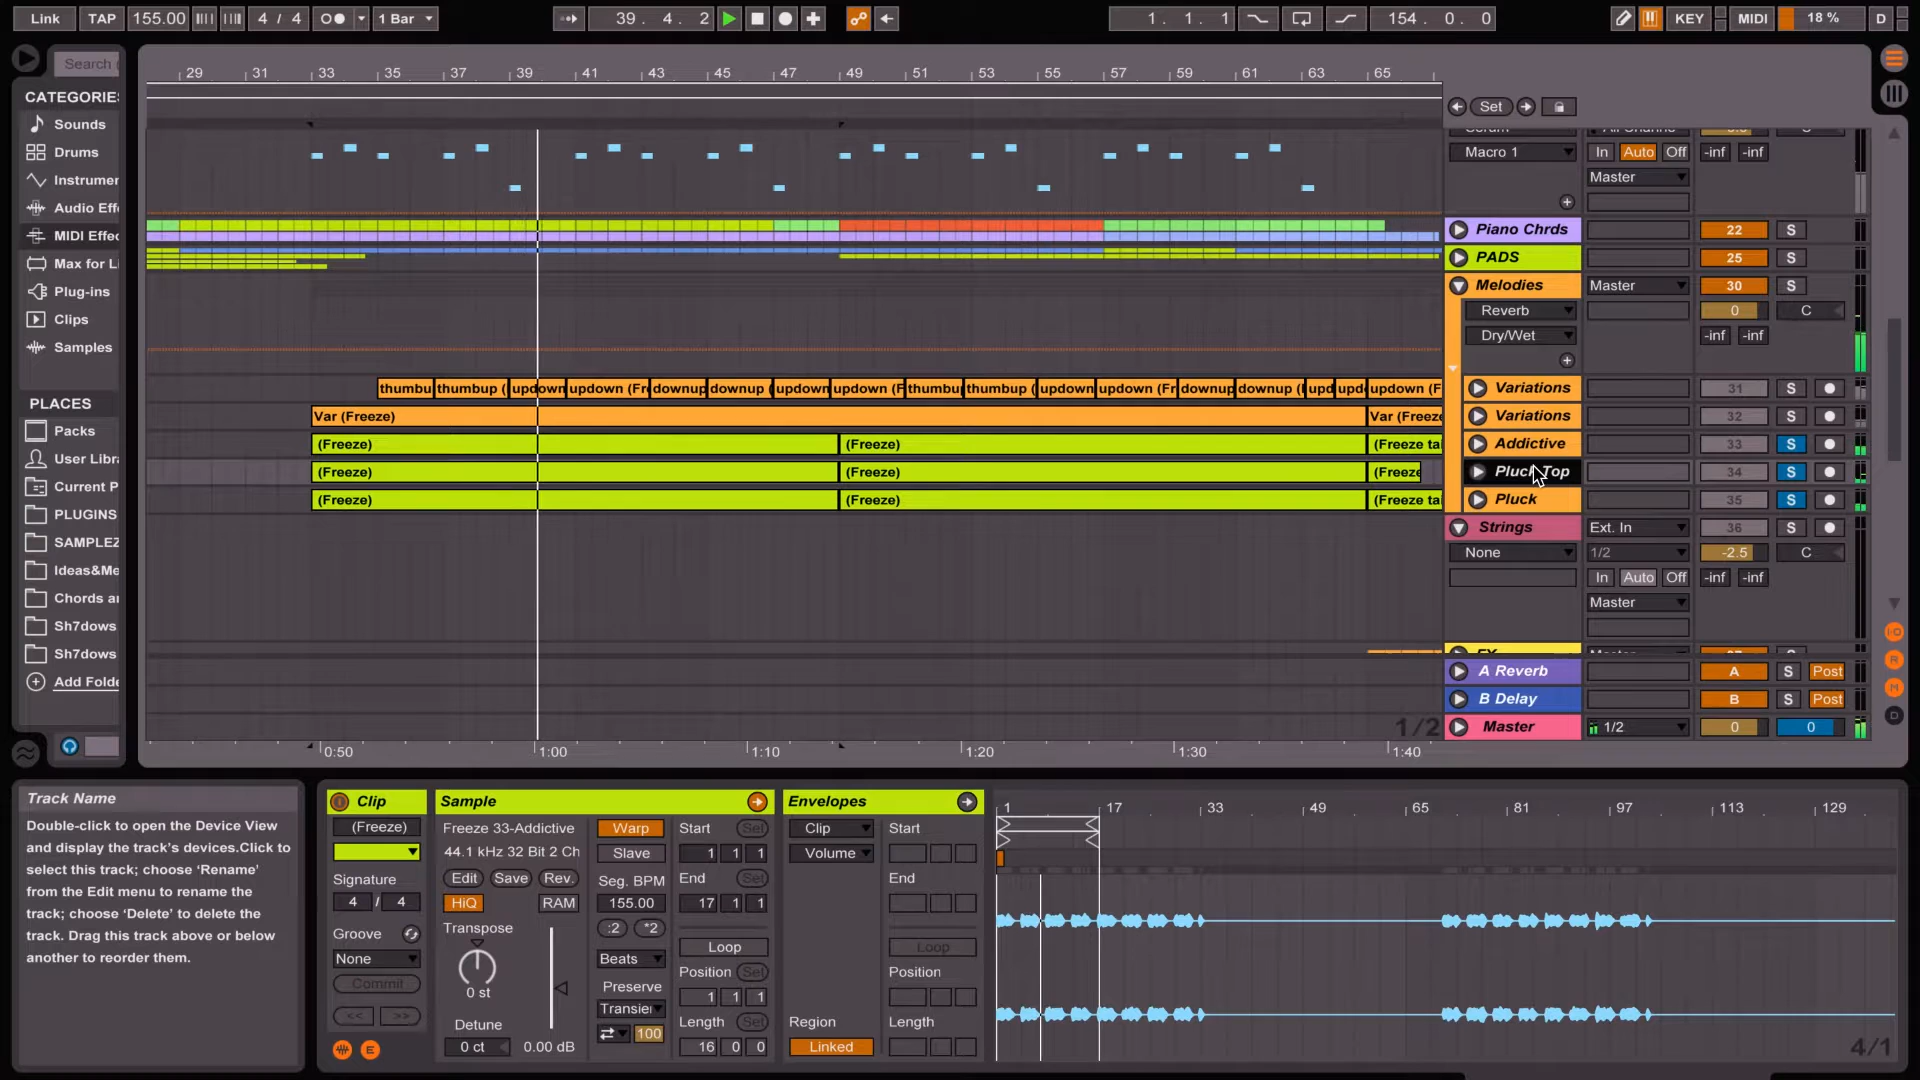 Link TAP 155.00 4 / 4 1 Bar 39 . 4 . 2 1 . 1 . 1 154 . 0 . 0 KEY MIDI 18 % D
Search (
CATEGORIES
Sounds
Drums
Instrumer
Audio Effe
MIDI Effec
Max for Li
Plug-ins
Clips
Samples
PLACES
Packs
User Libra
Current P
PLUGINS
SAMPLEZ
Ideas&Me
Chords ar
Sh7dows
Sh7dows
Add Folde
29 31 33 35 37 39 41 43 45 47 49 51 53 55 57 59 61 63 65
Set
Macro 1 In Auto Off -inf -inf
Master
Piano Chrds 22 S
PADS 25 S
Melodies Master 30 S
Reverb 0 C
Dry/Wet -inf -inf
thumbu thumbup ( updown updown (Fr downup downup ( updown updown (F thumbu thumbup ( updown updown (Fr downup downup (I upd updo updown (F Variations 31 S
Var (Freeze) Var (Freeze Variations 32 S
(Freeze) (Freeze) (Freeze tai Addictive 33 S
(Freeze) (Freeze) (Freeze Pluck Top 34 S
(Freeze) (Freeze) (Freeze tai Pluck 35 S
Strings Ext. In 36 S
None 1/2 -2.5 C
In Auto Off -inf -inf
Master
A Reverb A S Post
B Delay B S Post
1/2 Master 1/2 0 0
0:50 1:00 1:10 1:20 1:30 1:40
Track Name
Double-click to open the Device View
and display the track's devices.Click to
select this track; choose 'Rename'
from the Edit menu to rename the
track; choose 'Delete' to delete the
track. Drag this track above or below
another to reorder them.
Clip
(Freeze)
Signature
4 / 4
Groove
None
Commit
<< >>
E
Sample
Freeze 33-Addictive Warp Start Set
44.1 kHz 32 Bit 2 Ch Slave 1 1 1
Edit Save Rev. Seg. BPM End Set
HiQ RAM 155.00 17 1 1
Transpose :2 *2
Loop
Beats Position Set
0 st Preserve 1 1 1
Transien Length Set
Detune 100
0 ct 0.00 dB 16 0 0
Envelopes
Clip Start
Volume
End
Loop
Position
Region Length
Linked
1 17 33 49 65 81 97 113 129
4/1